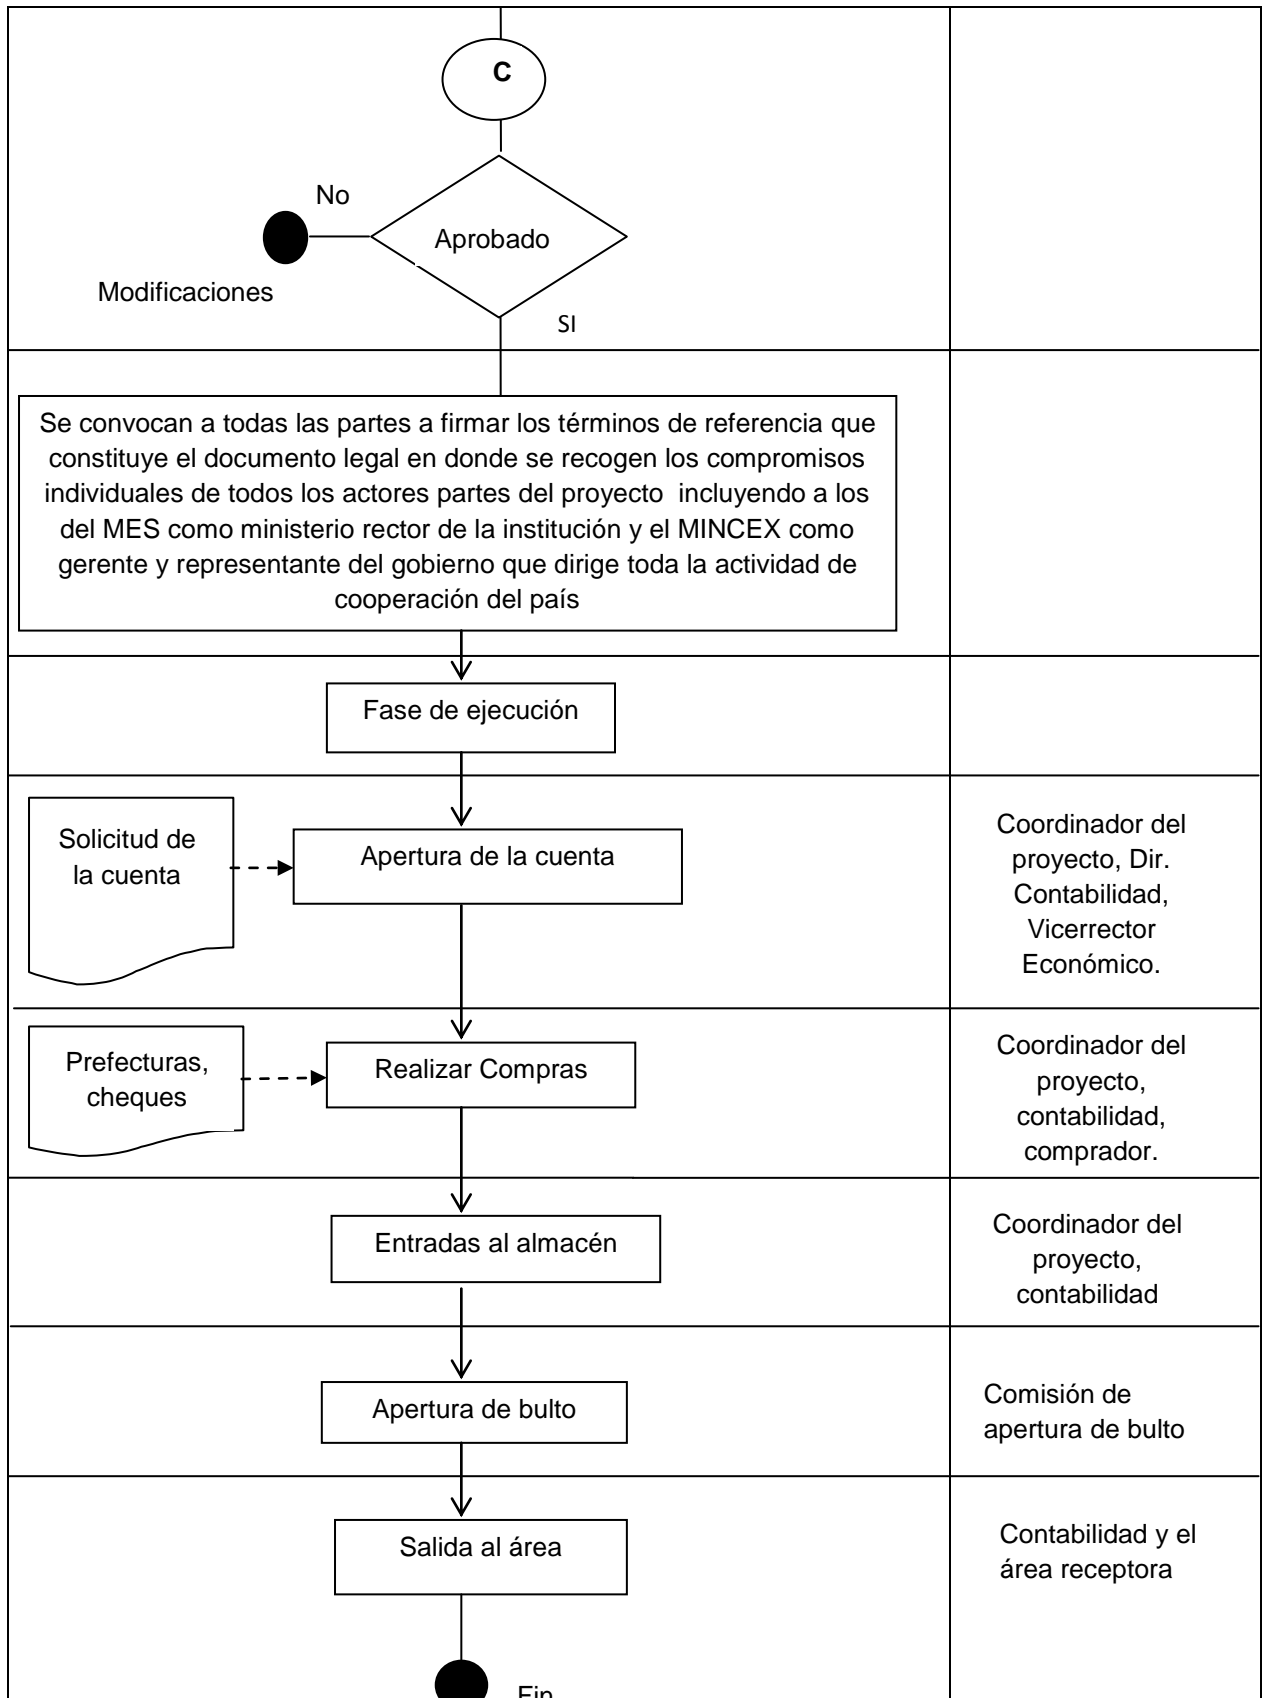 C
No
Aprobado
Modificaciones
SI
Se convocan a todas las partes a firmar los términos de referencia que
constituye el documento legal en donde se recogen los compromisos
individuales de todos los actores partes del proyecto incluyendo a los
del MES como ministerio rector de la institución y el MINCEX como
gerente y representante del gobierno que dirige toda la actividad de
cooperación del país
Fase de ejecución
Solicitud de
la cuenta
Apertura de la cuenta
Coordinador del
proyecto, Dir.
Contabilidad,
Vicerrector
Económico.
Prefecturas,
cheques
Realizar Compras
Coordinador del
proyecto,
contabilidad,
comprador.
Entradas al almacén
Coordinador del
proyecto,
contabilidad
Apertura de bulto
Comisión de
apertura de bulto
Salida al área
Contabilidad y el
área receptora
Fin